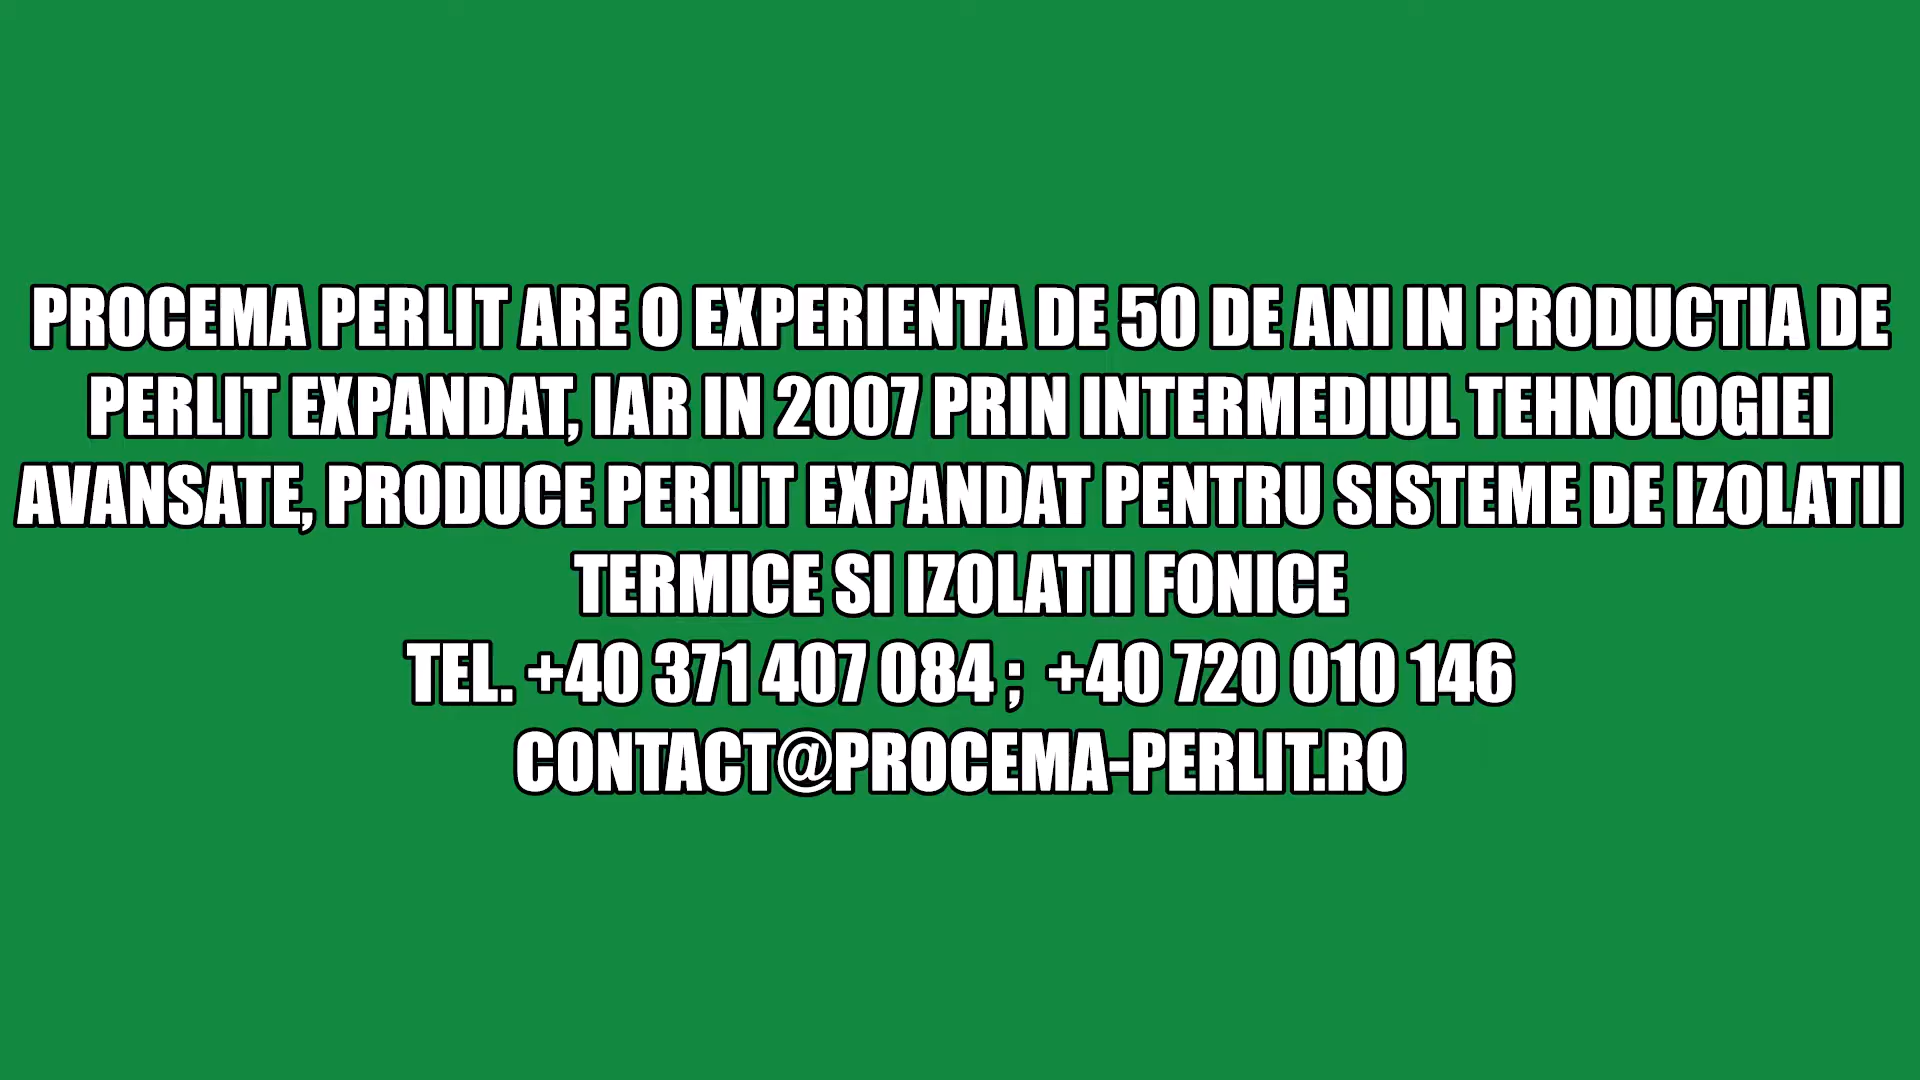 PROCEMA PERLIT ARE O EXPERIENTA DE 50 DE ANI IN PRODUCTIA DE
PERLIT EXPANDAT, IAR IN 2007 PRIN INTERMEDIUL TEHNOLOGIEI
AVANSATE, PRODUCE PERLIT EXPANDAT PENTRU SISTEME DE IZOLATII
TERMICE SI IZOLATII FONICE
TEL. +40 371 407 084 ;  +40 720 010 146
CONTACT@PROCEMA-PERLIT.RO